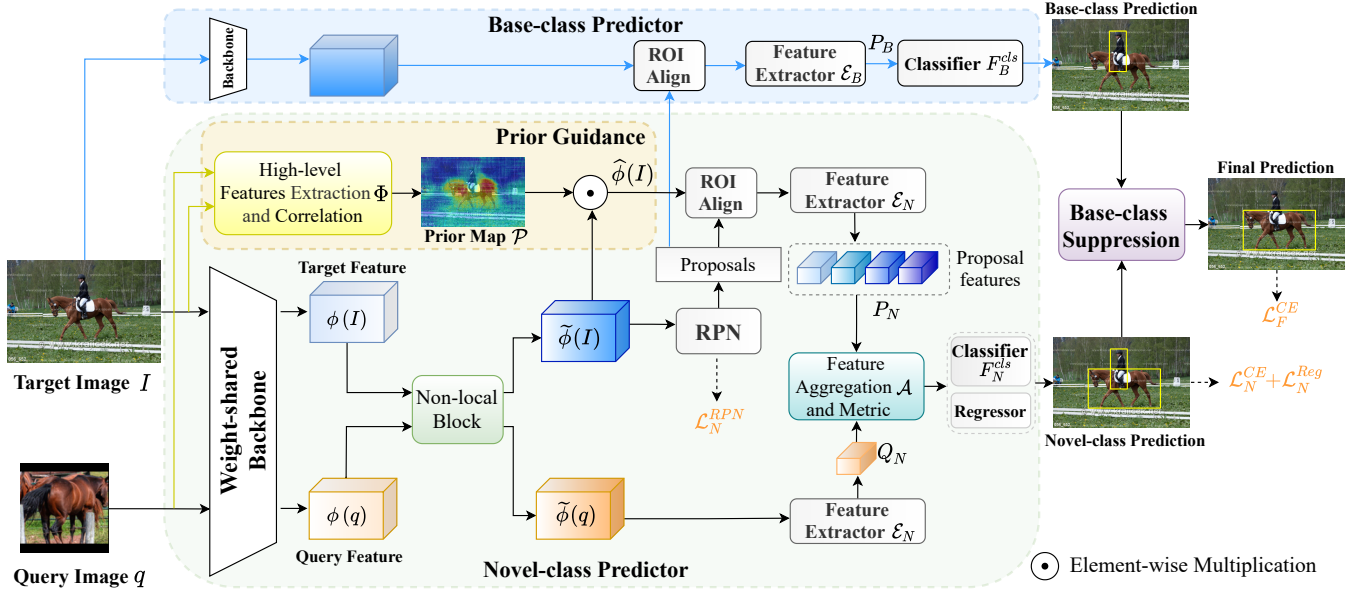 Base-class Predictor
Backbone
ROI
Align
Feature
Extractor ℰ_B
P_B
Classifier F_B^{cls}
Base-class Prediction
Prior Guidance
High-level
Features Extraction Φ
and Correlation
Prior Map 𝒫
φ̂(I)
ROI
Align
Feature
Extractor ℰ_N
Proposal
features
Proposals
P_N
Base-class
Suppression
Final Prediction
ℒ_F^{CE}
Target Image I
Weight-shared
Backbone
Target Feature
ϕ(I)
Non-local
Block
ϕ̃(I)
RPN
ℒ_N^{RPN}
Feature
Aggregation 𝒜
and Metric
Classifier
F_N^{cls}
Regressor
Novel-class Prediction
ℒ_N^{CE}+ℒ_N^{Reg}
Query Image q
ϕ(q)
Query Feature
ϕ̃(q)
Q_N
Feature
Extractor ℰ_N
Novel-class Predictor
Element-wise Multiplication